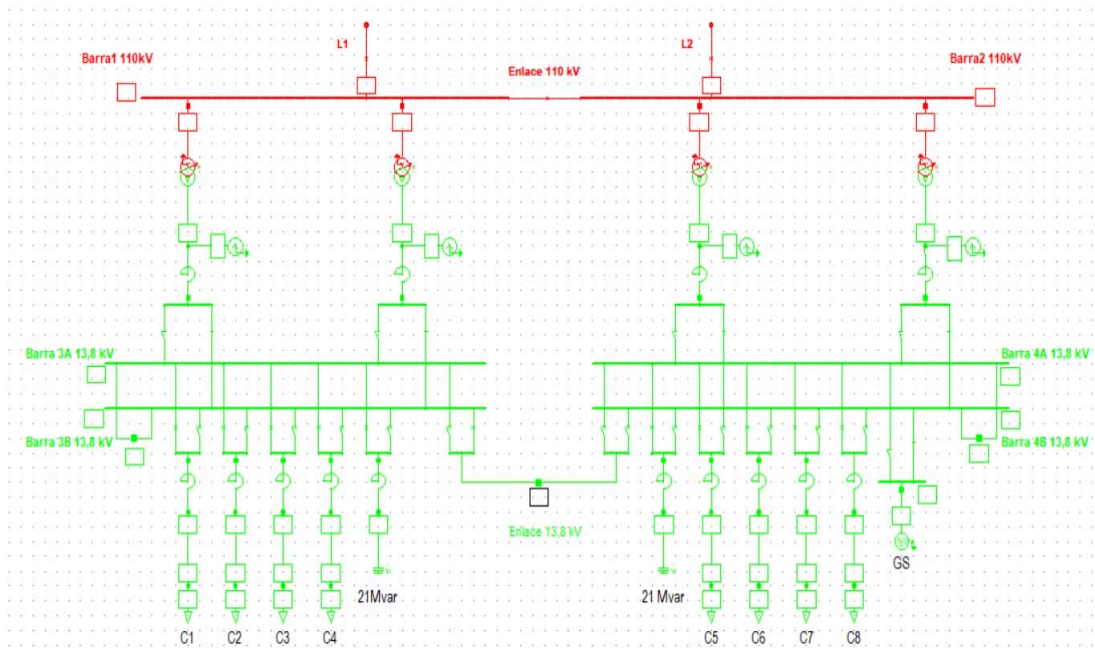 L1
L2
Barra1 110kV
Enlace 110 kV
Barra2 110kV
Barra 3A 13,8 kV
Barra 4A 13,8 kV
Barra 3B 13,8 kV
Barra 4B 13,8 kV
Enlace 13,8 kV
GS
21Mvar
21 Mvar
C1
C2
C3
C4
C5
C6
C7
C8